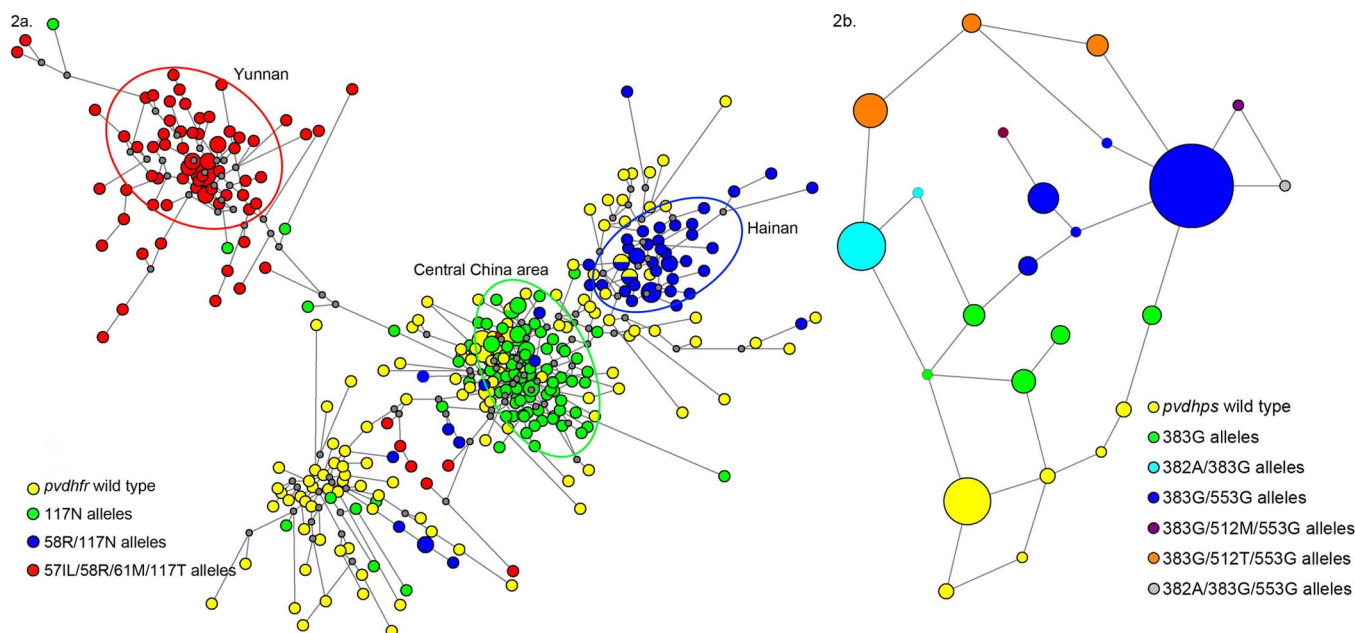 2a.
Yunnan
Hainan
Central China area
pvdhfr wild type
117N alleles
58R/117N alleles
57IL/58R/61M/117T alleles
2b.
pvdhps wild type
383G alleles
382A/383G alleles
383G/553G alleles
383G/512M/553G alleles
383G/512T/553G alleles
382A/383G/553G alleles